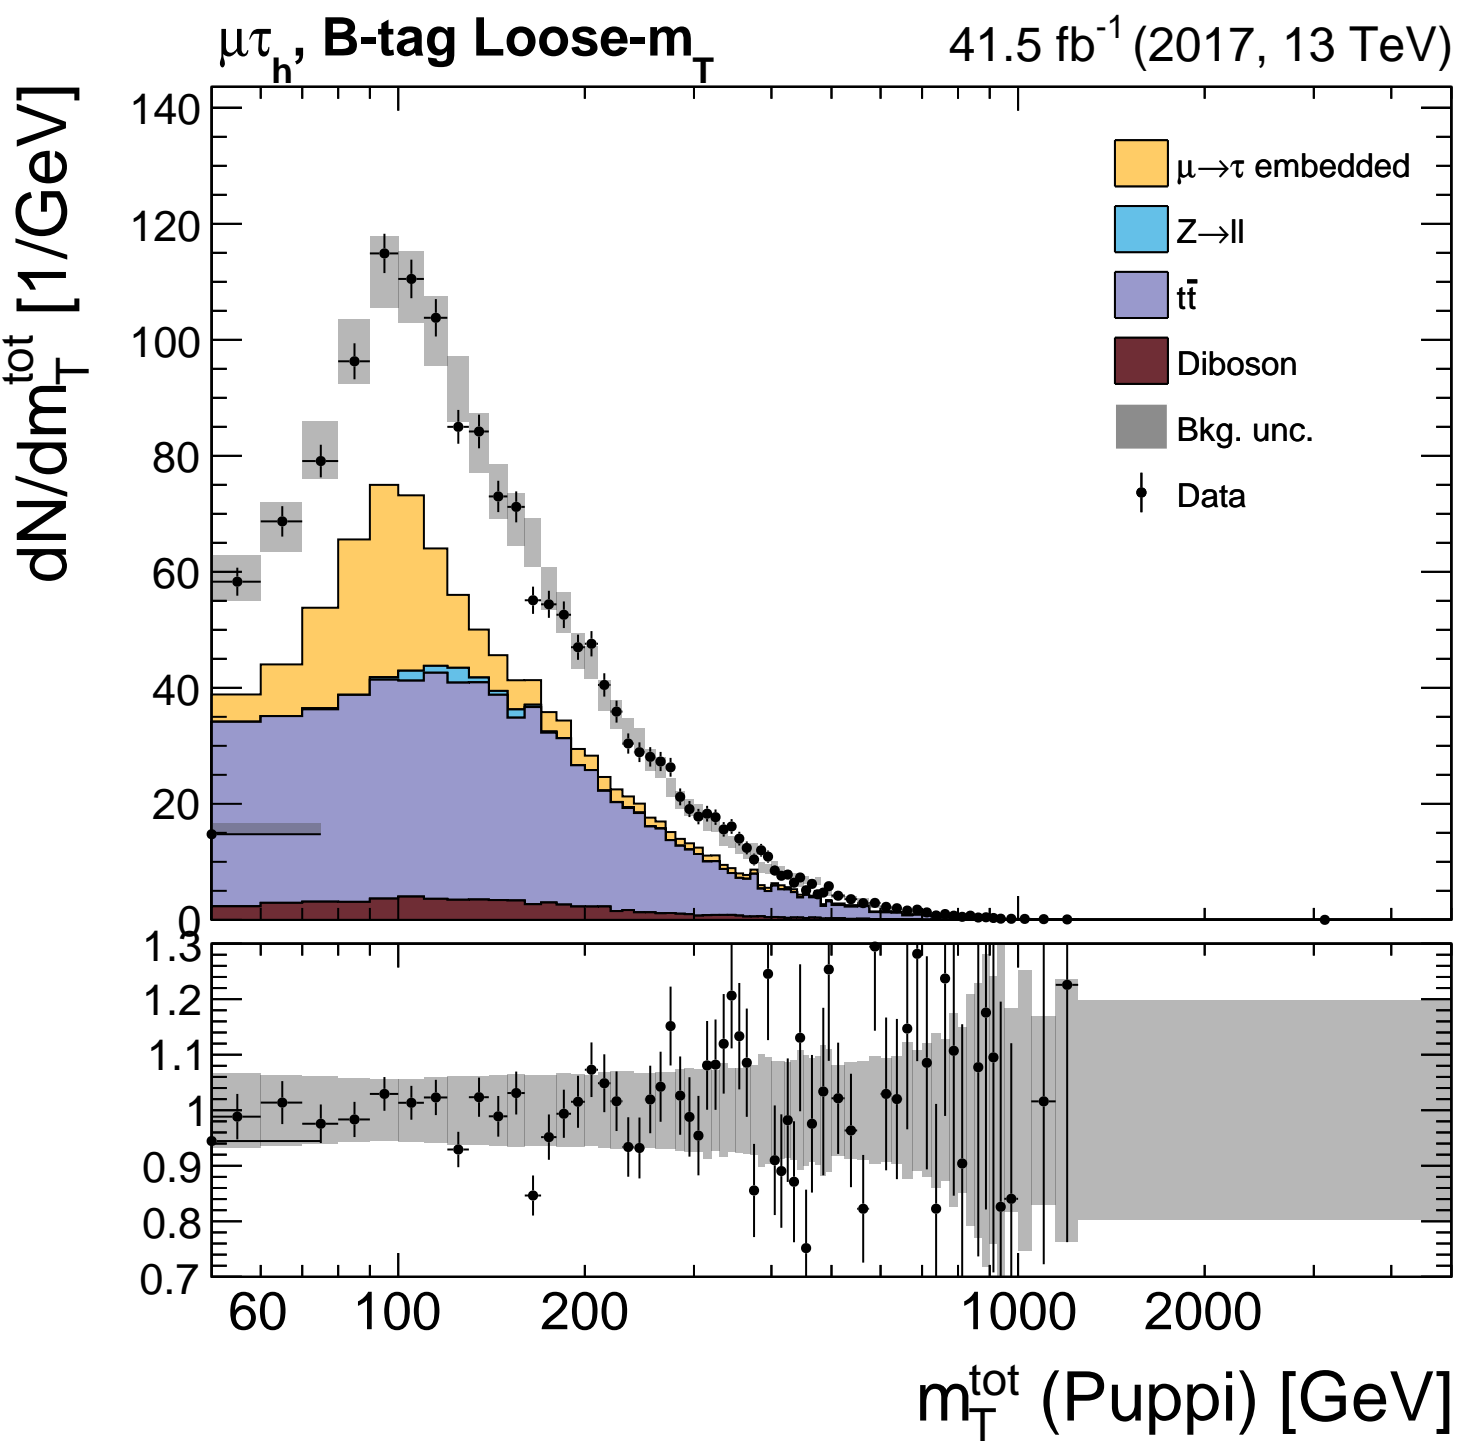 μτh, B-tag Loose-mT
41.5 fb-1 (2017, 13 TeV)
dN/dmTtot [1/GeV]
140
120
100
80
60
40
20
0
μ→τ embedded
Z→ll
tt̄
Diboson
Bkg. unc.
Data
1.3
1.2
1.1
1
0.9
0.8
0.7
60 100 200 1000 2000
mTtot (Puppi) [GeV]